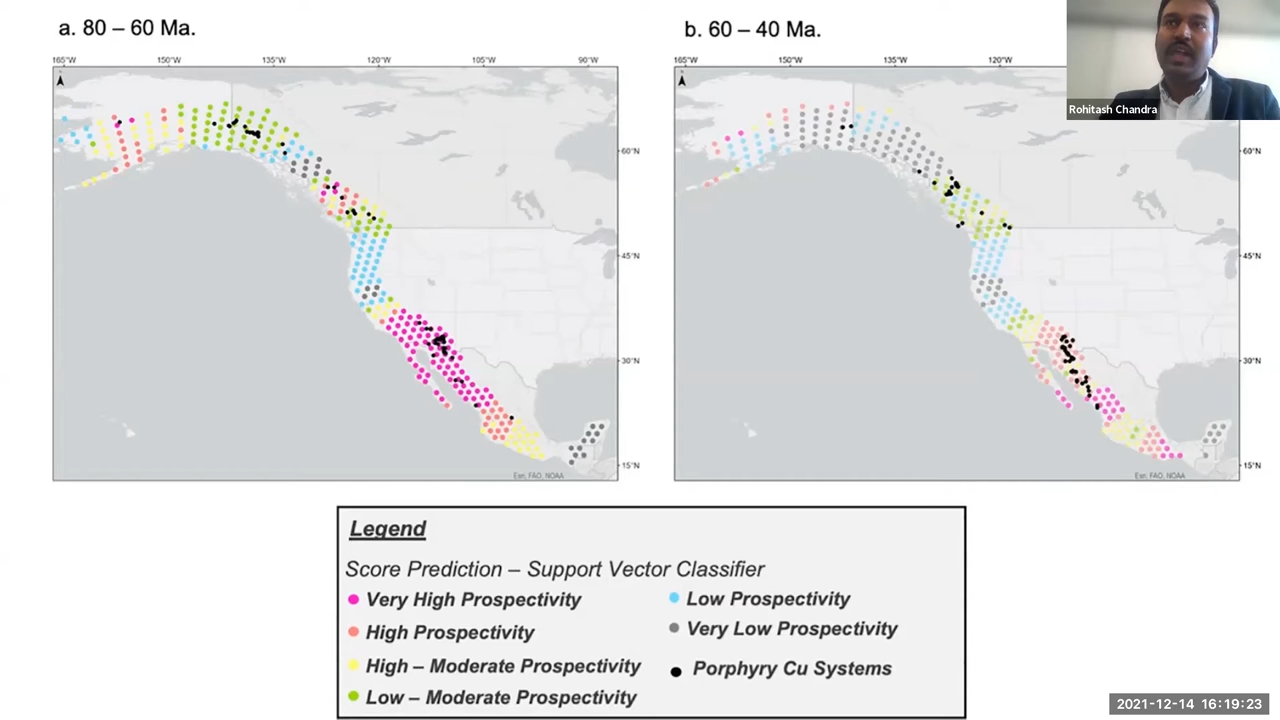 a. 80 – 60 Ma.
b. 60 – 40 Ma.
165°W 150°W 135°W 120°W 105°W 90°W
165°W 150°W 135°W 120°W
Rohitash Chandra
60°N
45°N
30°N
15°N
60°N
45°N
30°N
15°N
Esri, FAO, NOAA
Esri, FAO, NOAA
Legend
Score Prediction – Support Vector Classifier
Very High Prospectivity
High Prospectivity
High – Moderate Prospectivity
Low – Moderate Prospectivity
Low Prospectivity
Very Low Prospectivity
Porphyry Cu Systems
2021-12-14 16:19:23